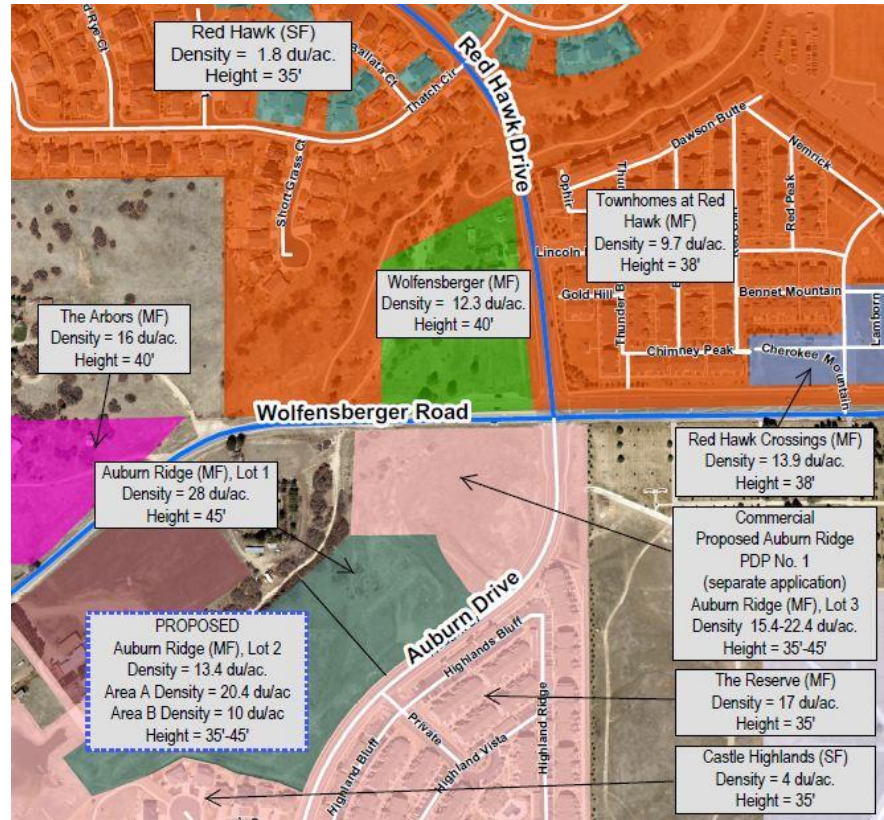 Red Hawk (SF)
Density = 1.8 du/ac.
Height = 35'
Rye Ct
Ballata Ct
Thatch Cir
Short Grass Ct
Red Hawk Drive
Dawson Butte
Nemrick
Ophir
Red Peak
Townhomes at Red
Hawk (MF)
Density = 9.7 du/ac.
Height = 38'
Lincoln
Gold Hill
Thunder B
Bennet Mountain
Lamborn
Chimney Peak
Cherokee Mountain
Wolfensberger (MF)
Density = 12.3 du/ac.
Height = 40'
The Arbors (MF)
Density = 16 du/ac.
Height = 40'
Wolfensberger Road
Red Hawk Crossings (MF)
Density = 13.9 du/ac.
Height = 38'
Auburn Ridge (MF), Lot 1
Density = 28 du/ac.
Height = 45'
Commercial
Proposed Auburn Ridge
PDP No. 1
(separate application)
Auburn Ridge (MF), Lot 3
Density 15.4-22.4 du/ac.
Height = 35'-45'
PROPOSED
Auburn Ridge (MF), Lot 2
Density = 13.4 du/ac.
Area A Density = 20.4 du/ac
Area B Density = 10 du/ac
Height = 35'-45'
Auburn Drive
Highlands Bluff
Private
Highland Ridge
Highland Vista
Highland Bluff
The Reserve (MF)
Density = 17 du/ac.
Height = 35'
Castle Highlands (SF)
Density = 4 du/ac.
Height = 35'